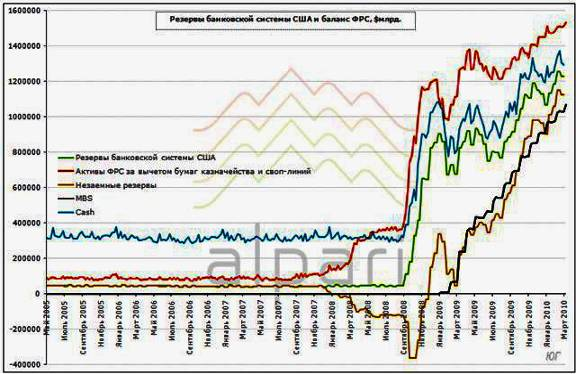 Резервы банковской системы США и баланс ФРС, $млрд.
1600000
1400000
1200000
1000000
800000
600000
400000
200000
0
-200000
-400000
Резервы банковской системы США
Активы ФРС за вычетом бумаг казначейства и своп-линий
Незаемные резервы
MBS
Cash
alpari
Май 2005
Июль 2005
Сентябрь 2005
Ноябрь 2005
Январь 2006
Март 2006
Май 2006
Июль 2006
Сентябрь 2006
Ноябрь 2006
Январь 2007
Март 2007
Май 2007
Июль 2007
Сентябрь 2007
Ноябрь 2007
Январь 2008
Март 2008
Май 2008
Июль 2008
Сентябрь 2008
Ноябрь 2008
Январь 2009
Март 2009
Май 2009
Июль 2009
Сентябрь 2009
Ноябрь 2009
Январь 2010
Март 2010
ЮГ